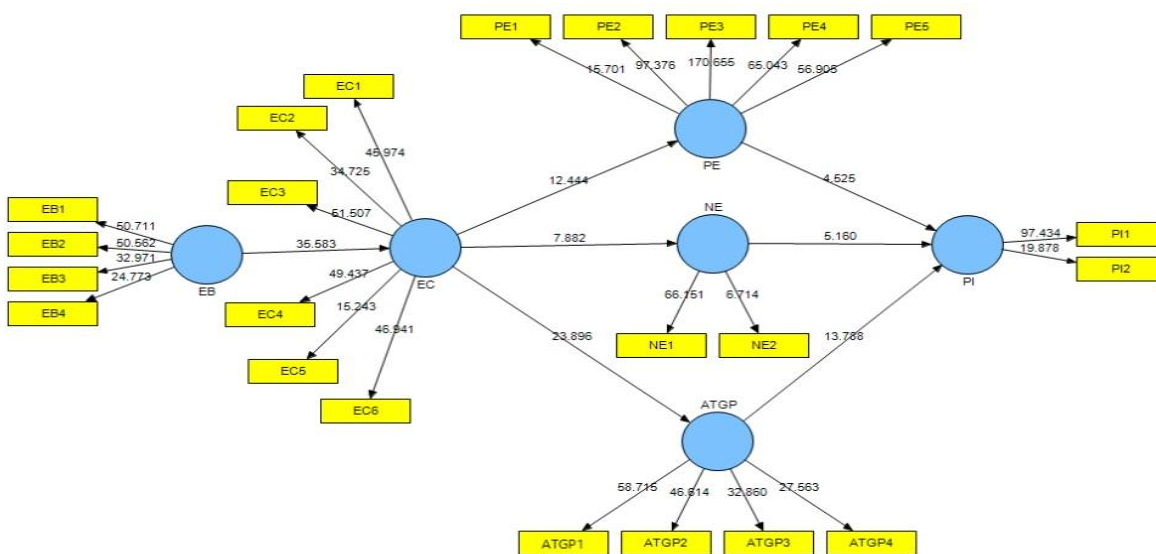 PE1
PE2
PE3
PE4
PE5
15.701
97.376
170.655
65.043
56.905
EC1
EC2
EC3
45.974
34.725
51.507
PE
12.444
4.525
EB1
EB2
EB3
EB4
50.711
50.562
32.971
24.773
EB
35.583
EC
NE
7.882
5.160
PI
97.434
19.878
PI1
PI2
49.437
15.243
46.941
EC4
EC5
EC6
66.151
6.714
NE1
NE2
23.896
13.788
ATGP
58.715
46.614
32.860
27.563
ATGP1
ATGP2
ATGP3
ATGP4